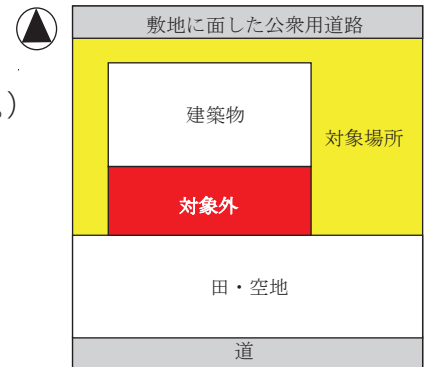 敷地に面した公衆用道路
。)
建築物
対象場所
対象外
田・空地
道